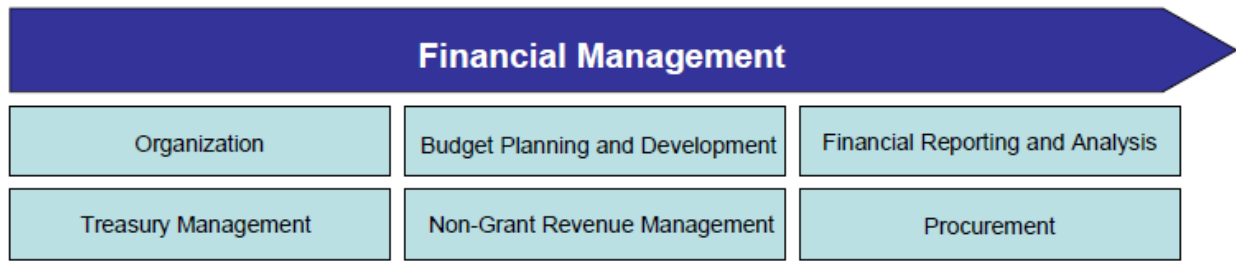 Financial Management
Organization
Budget Planning and Development
Financial Reporting and Analysis
Treasury Management
Non-Grant Revenue Management
Procurement